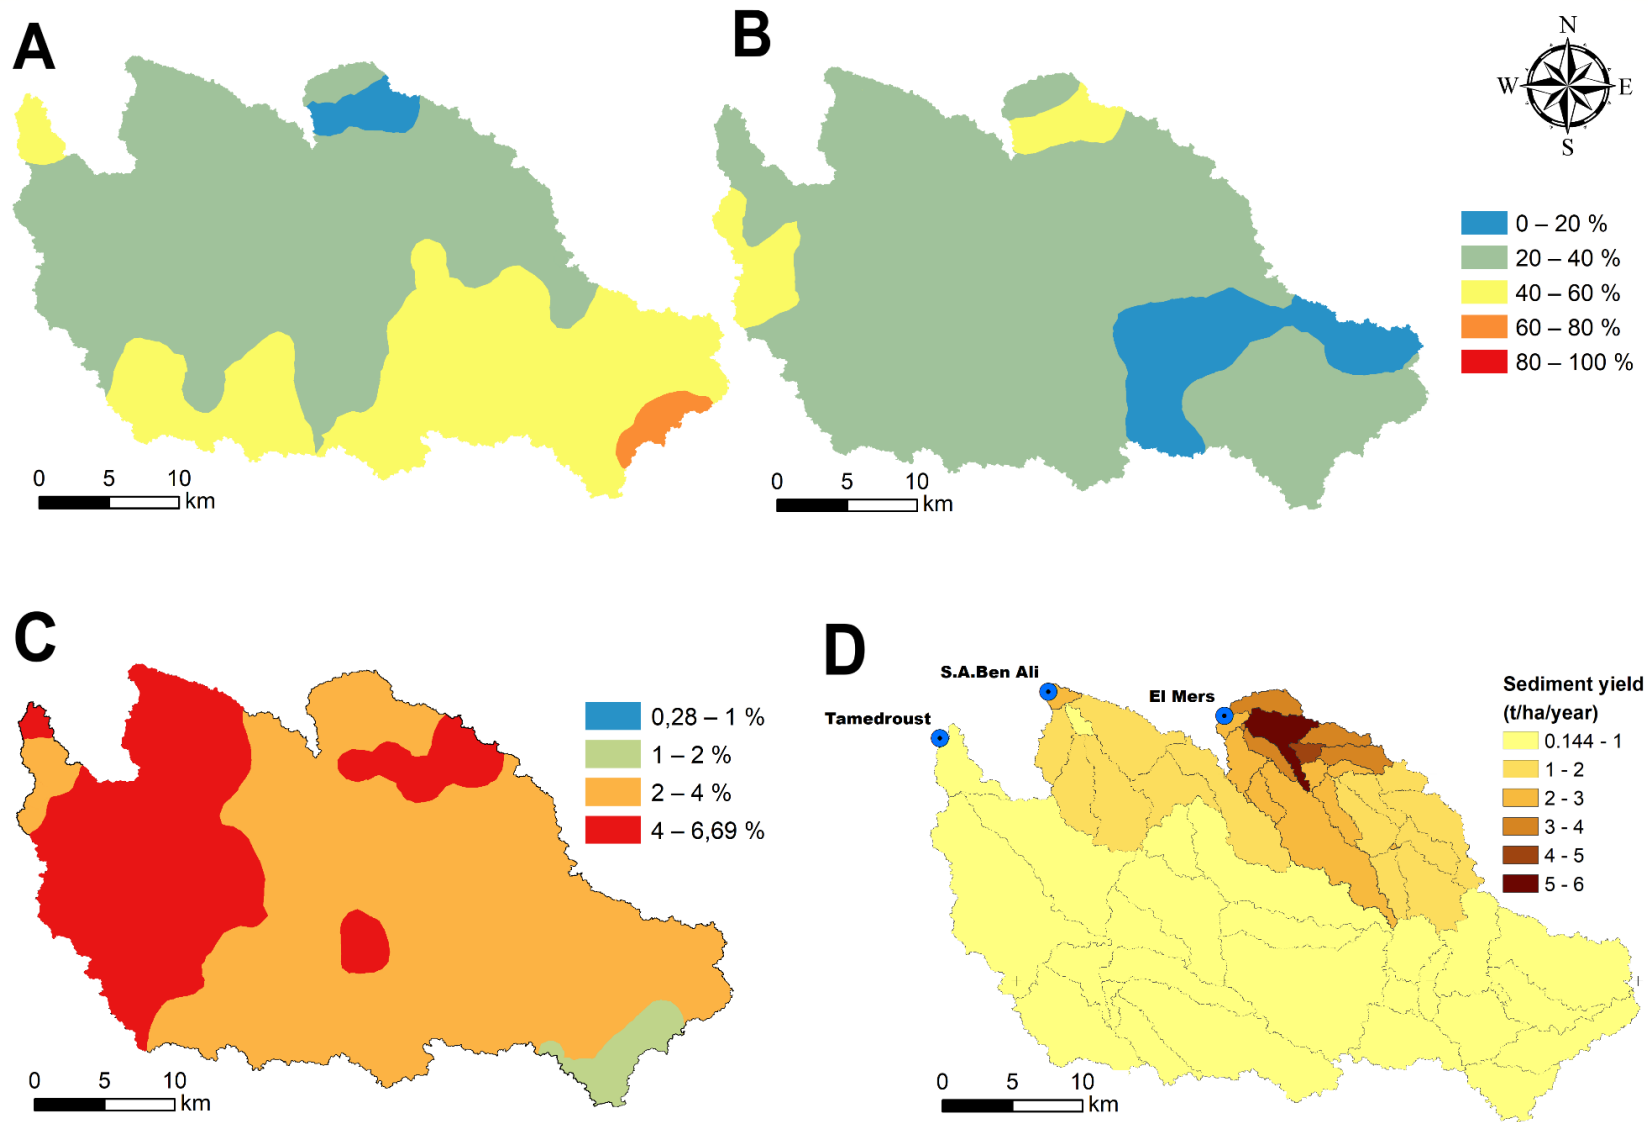 A
B
N
W
E
S
0 – 20 %
20 – 40 %
40 – 60 %
60 – 80 %
80 – 100 %
0 5 10
km
0 5 10
km
C
D
0,28 – 1 %
1 – 2 %
2 – 4 %
4 – 6,69 %
S.A.Ben Ali
El Mers
Tamedroust
Sediment yield
(t/ha/year)
0.144 - 1
1 - 2
2 - 3
3 - 4
4 - 5
5 - 6
0 5 10
km
0 5 10
km